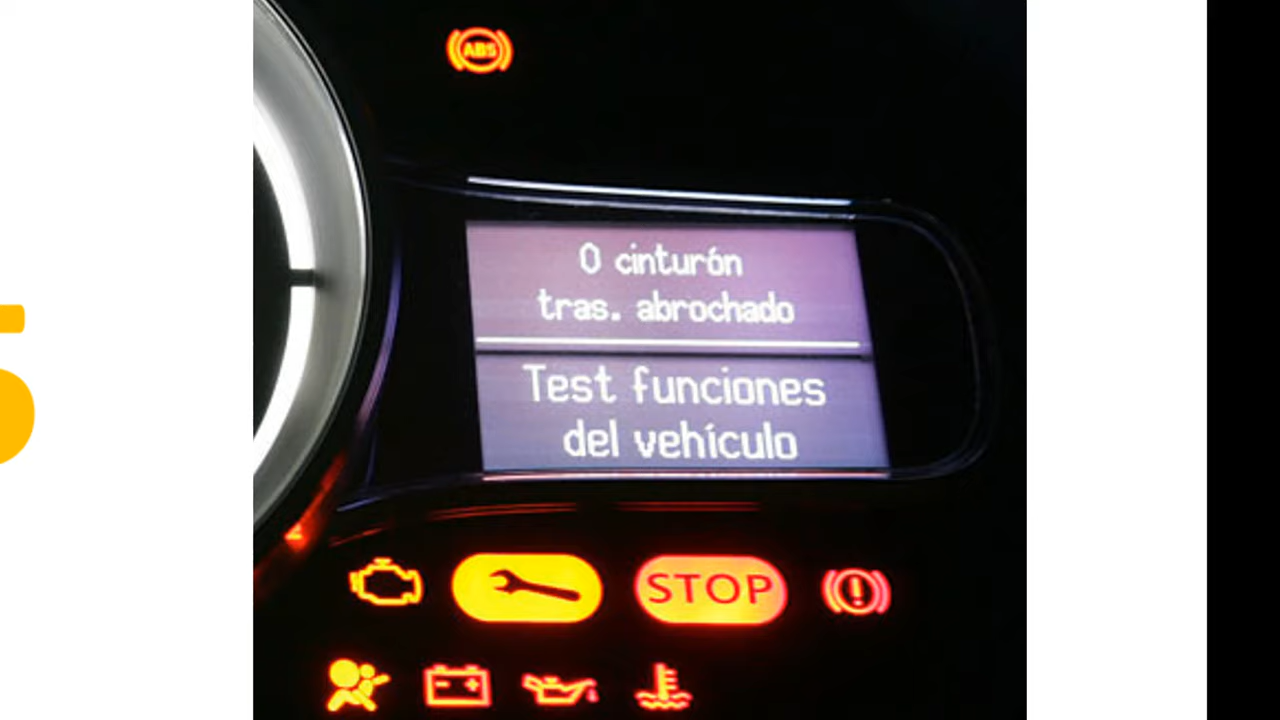 ABS
0 cinturón
tras. abrochado
Test funciones
del vehículo
STOP